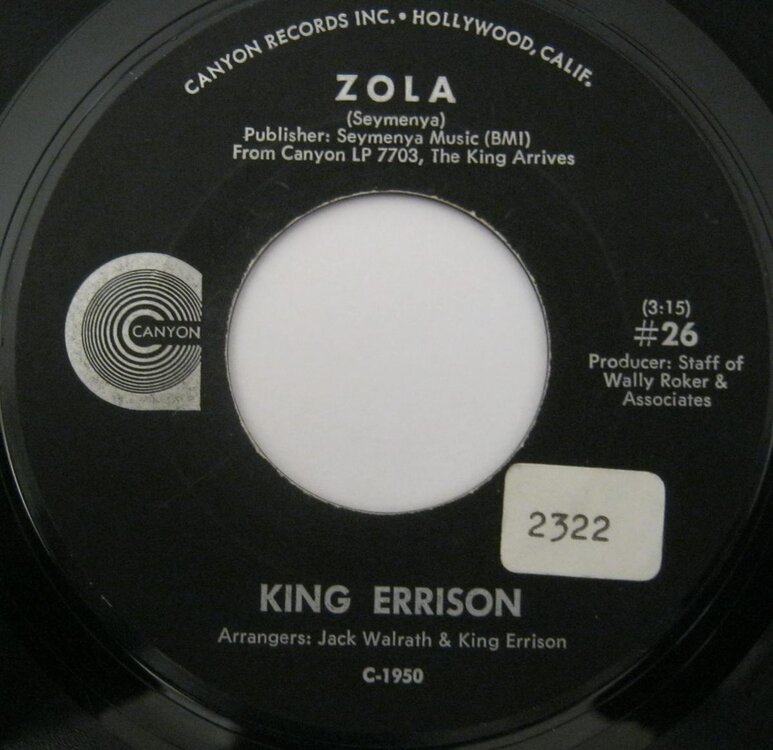 CANYON RECORDS INC. • HOLLYWOOD, CALIF.
ZOLA
(Seymenya)
Publisher: Seymenya Music (BMI)
From Canyon LP 7703, The King Arrives
CANYON
(3:15)
#26
Producer: Staff of
Wally Roker &
Associates
2322
KING ERRISON
Arrangers: Jack Walrath & King Errison
C-1950